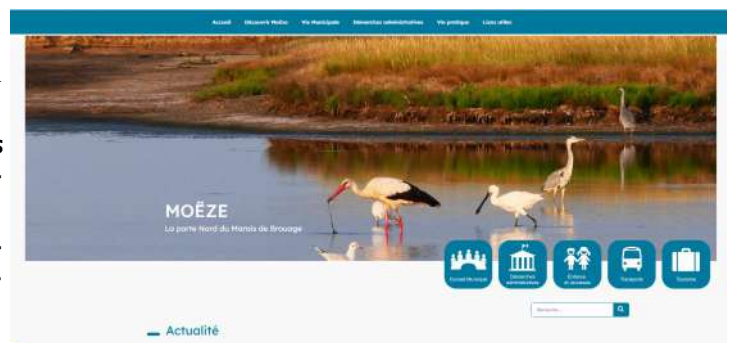 Accueil Découvrir Moëze Vie Municipale Démarches administratives Vie pratique Liens utiles
MOËZE
La porte Nord du Marais de Brouage
Conseil Municipal
Démarches administratives
Enfance et jeunesse
Transports
Tourisme
Recherche...
Actualité